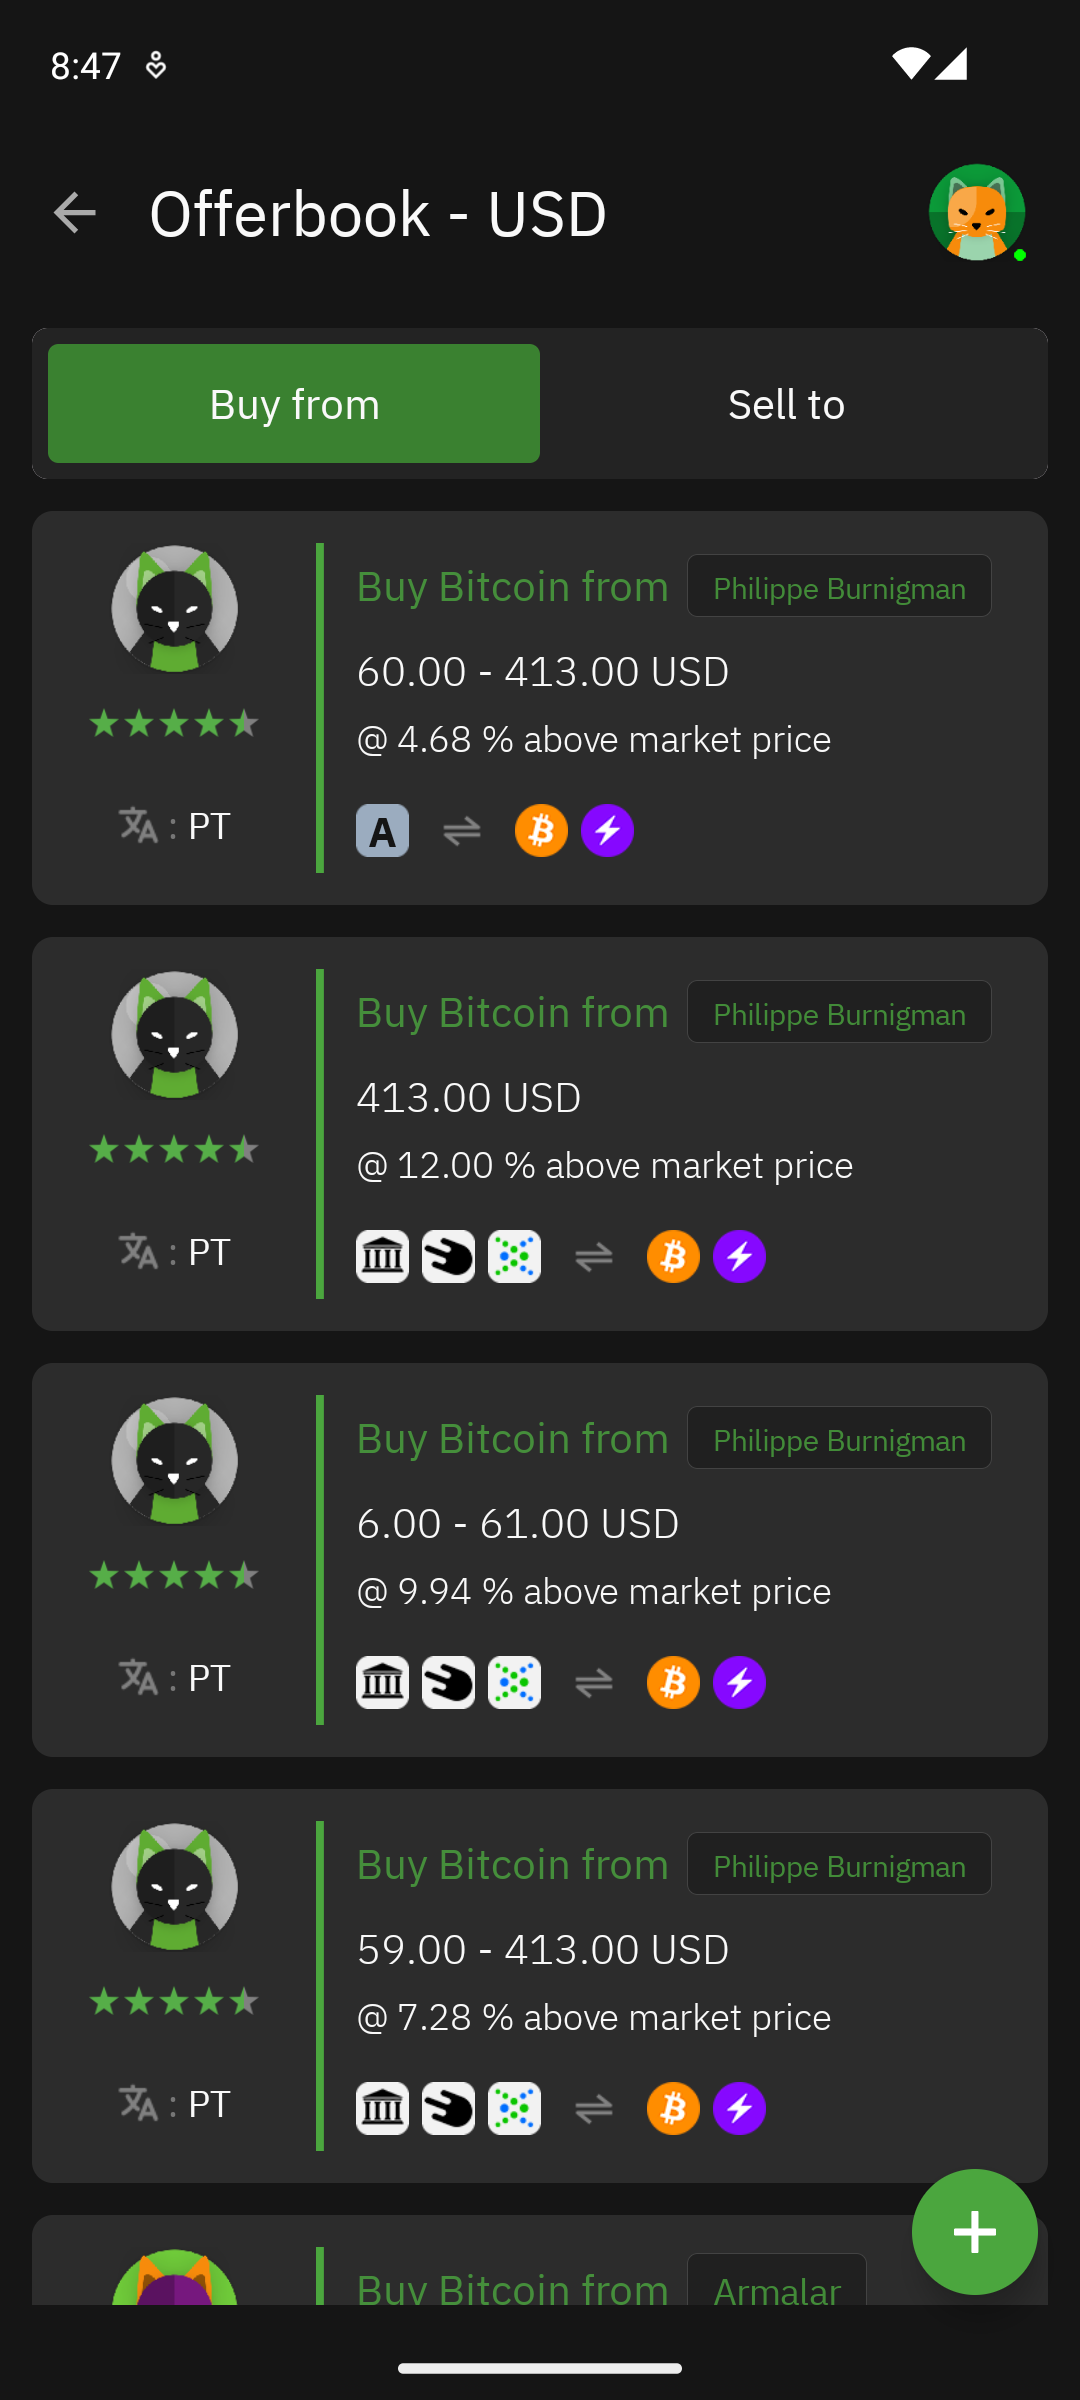 8:47
Offerbook - USD
Buy from
Sell to
Buy Bitcoin from Philippe Burnigman
60.00 - 413.00 USD
@ 4.68 % above market price
: PT
A
Buy Bitcoin from Philippe Burnigman
413.00 USD
@ 12.00 % above market price
: PT
Buy Bitcoin from Philippe Burnigman
6.00 - 61.00 USD
@ 9.94 % above market price
: PT
Buy Bitcoin from Philippe Burnigman
59.00 - 413.00 USD
@ 7.28 % above market price
: PT
Buy Bitcoin from Armalar